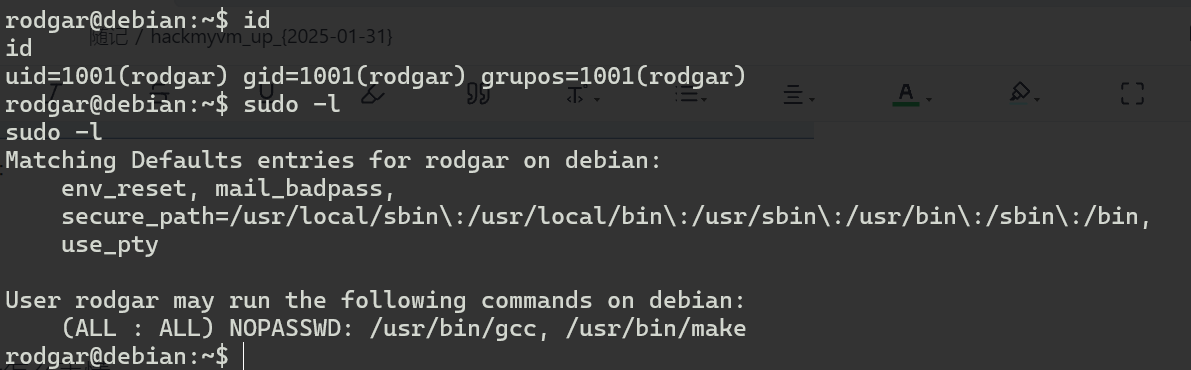 rodgar@debian:~$ id
随记 / hackmyvm_up_{2025-01-31}
id
uid=1001(rodgar) gid=1001(rodgar) grupos=1001(rodgar)
rodgar@debian:~$ sudo -l
sudo -l
Matching Defaults entries for rodgar on debian:
    env_reset, mail_badpass,
    secure_path=/usr/local/sbin\:/usr/local/bin\:/usr/sbin\:/usr/bin\:/sbin\:/bin,
    use_pty

User rodgar may run the following commands on debian:
    (ALL : ALL) NOPASSWD: /usr/bin/gcc, /usr/bin/make
rodgar@debian:~$